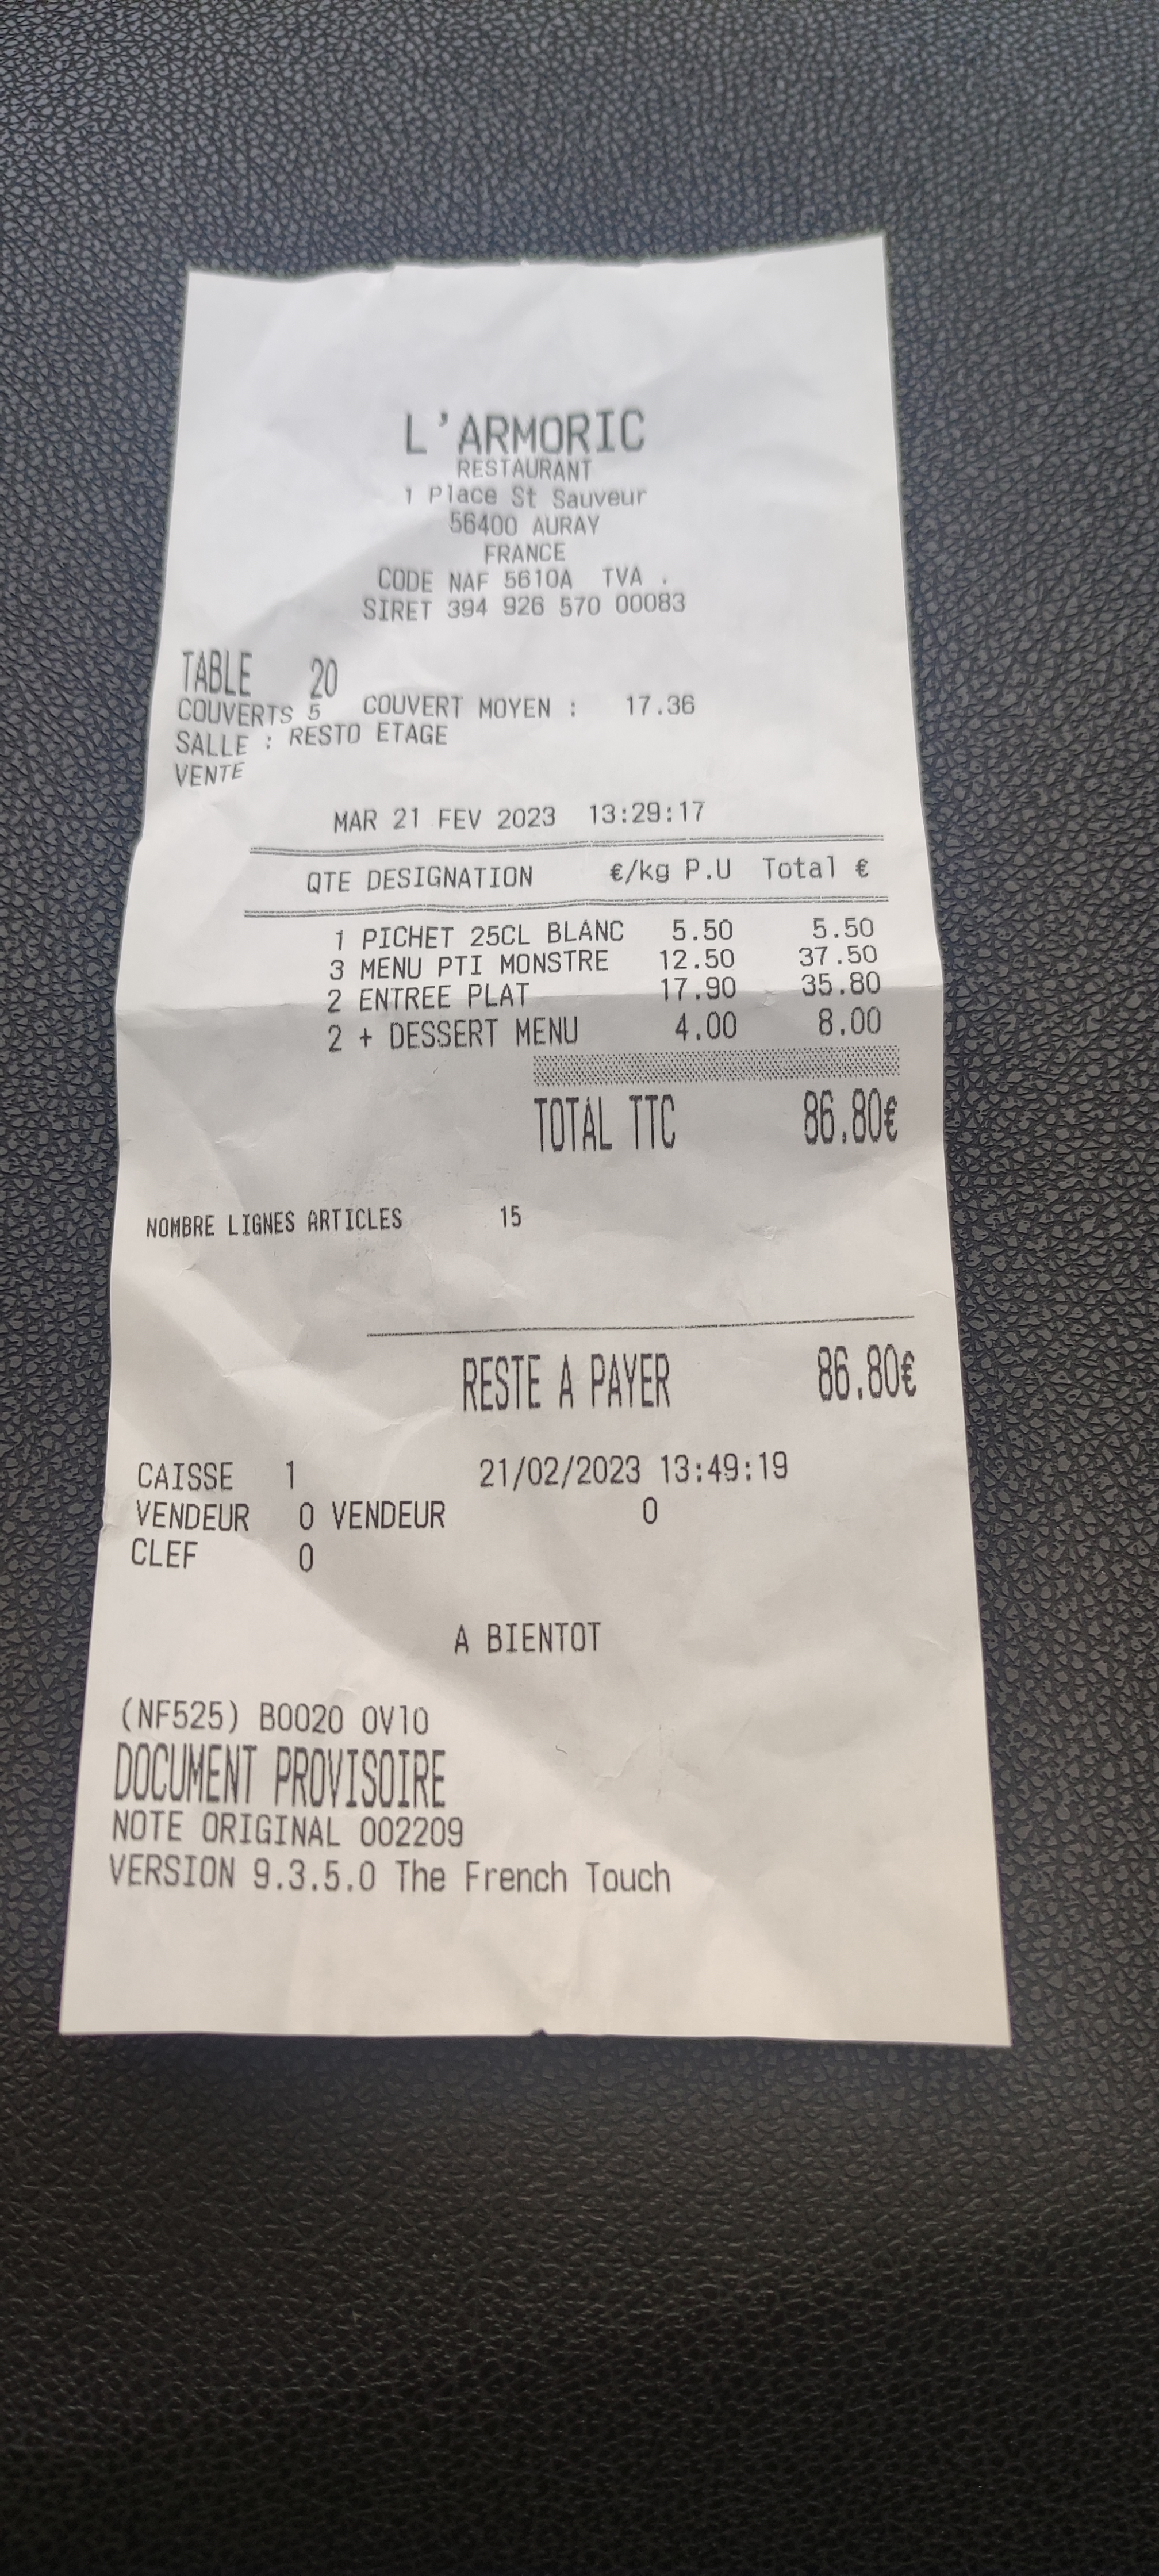 L'ARMORIC
RESTAURANT
1 Place St Sauveur
56400 AURAY
FRANCE
CODE NAF 5610A TVA .
SIRET 394 926 570 00083
TABLE 20
COUVERTS 5 COUVERT MOYEN : 17.36
SALLE : RESTO ETAGE
VENTE
MAR 21 FEV 2023 13:29:17
QTE DESIGNATION €/kg P.U Total €
1 PICHET 25CL BLANC 5.50 5.50
3 MENU PTI MONSTRE 12.50 37.50
2 ENTREE PLAT 17.90 35.80
2 + DESSERT MENU 4.00 8.00
TOTAL TTC 86.80€
NOMBRE LIGNES ARTICLES 15
RESTE A PAYER 86.80€
CAISSE 1 21/02/2023 13:49:19
VENDEUR 0 VENDEUR 0
CLEF 0
A BIENTOT
(NF525) B0020 0V10
DOCUMENT PROVISOIRE
NOTE ORIGINAL 002209
VERSION 9.3.5.0 The French Touch